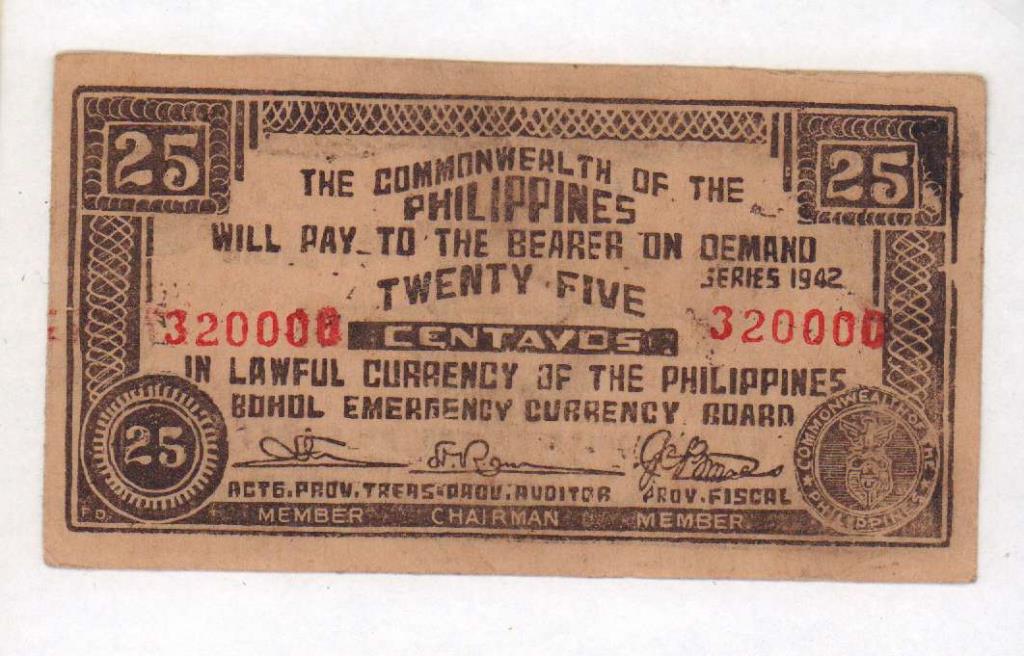 25 25
THE COMMONWEALTH OF THE
PHILIPPINES
WILL PAY TO THE BEARER ON DEMAND
SERIES 1942
TWENTY FIVE
320000 CENTAVOS 320000
IN LAWFUL CURRENCY OF THE PHILIPPINES
BOHOL EMERGENCY CURRENCY BOARD
25
COMMONWEALTH OF THE PHILIPPINES
ACTG. PROV. TREAS. PROV. AUDITOR PROV. FISCAL
F D. MEMBER CHAIRMAN MEMBER